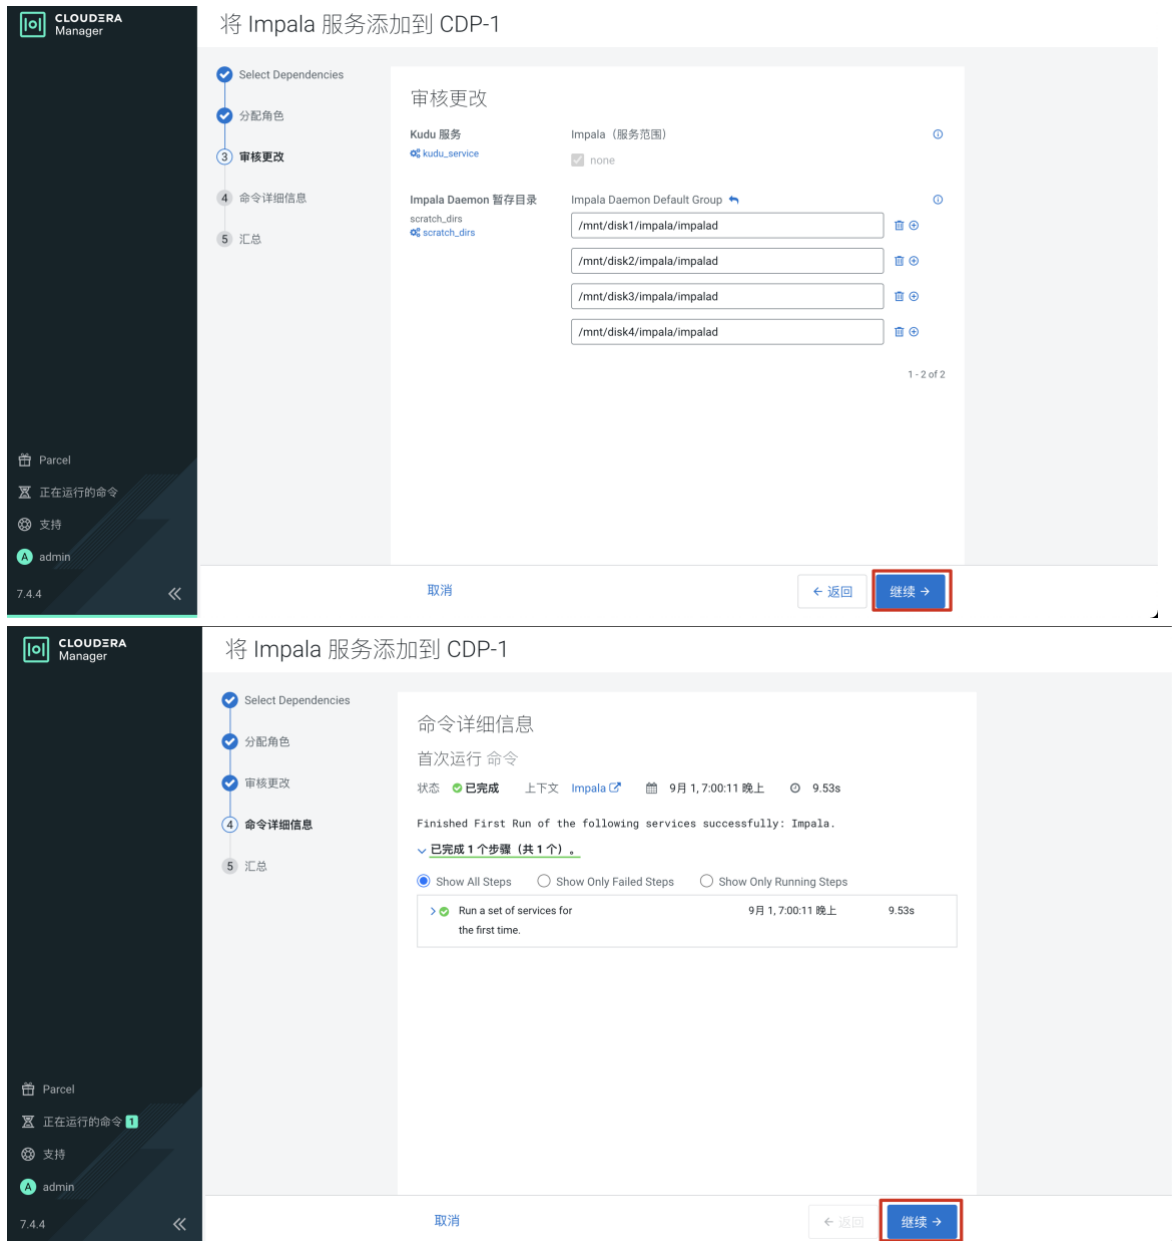 CLOUDERA
Manager
将 Impala 服务添加到 CDP-1
Select Dependencies
分配角色
3 审核更改
4 命令详细信息
5 汇总
审核更改
Kudu 服务
kudu_service
Impala（服务范围）
none
Impala Daemon 暂存目录
scratch_dirs
scratch_dirs
Impala Daemon Default Group
/mnt/disk1/impala/impalad
/mnt/disk2/impala/impalad
/mnt/disk3/impala/impalad
/mnt/disk4/impala/impalad
1 - 2 of 2
Parcel
正在运行的命令
支持
A admin
7.4.4
取消
← 返回
继续 →
CLOUDERA
Manager
将 Impala 服务添加到 CDP-1
Select Dependencies
分配角色
审核更改
4 命令详细信息
5 汇总
命令详细信息
首次运行 命令
状态 已完成 上下文 Impala 9月 1, 7:00:11 晚上 9.53s
Finished First Run of the following services successfully: Impala.
已完成 1 个步骤（共 1 个）。
Show All Steps Show Only Failed Steps Show Only Running Steps
Run a set of services for 9月 1, 7:00:11 晚上 9.53s
the first time.
Parcel
正在运行的命令 1
支持
A admin
7.4.4
取消
← 返回
继续 →